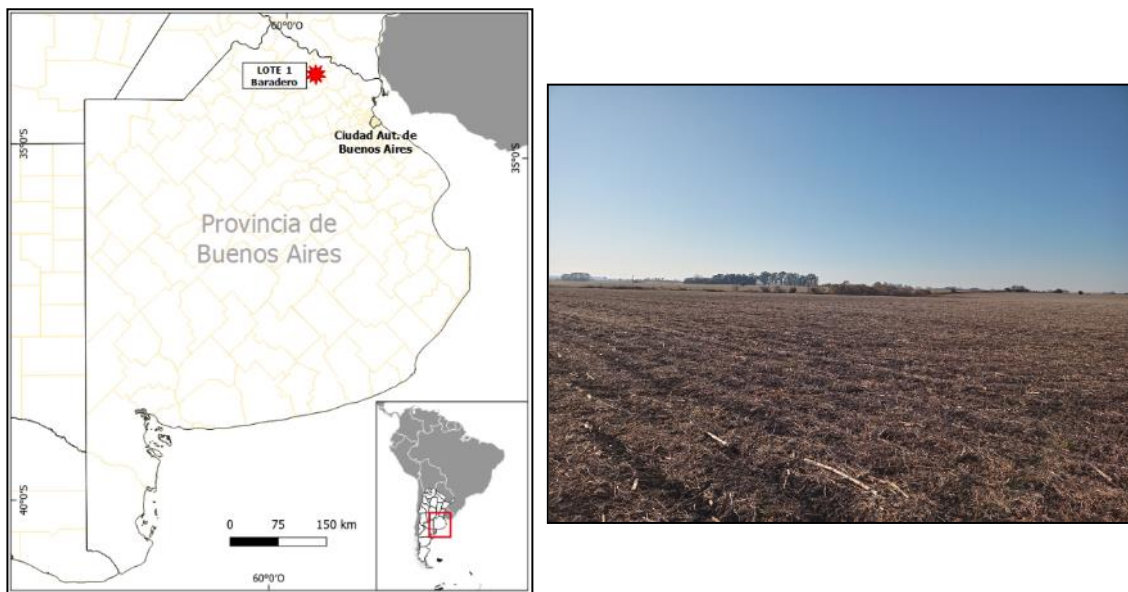 60°0'O
LOTE 1
Baradero
Ciudad Aut. de
Buenos Aires
35°0'S
35°0'S
Provincia de
Buenos Aires
40°0'S
0 75 150 km
60°0'O